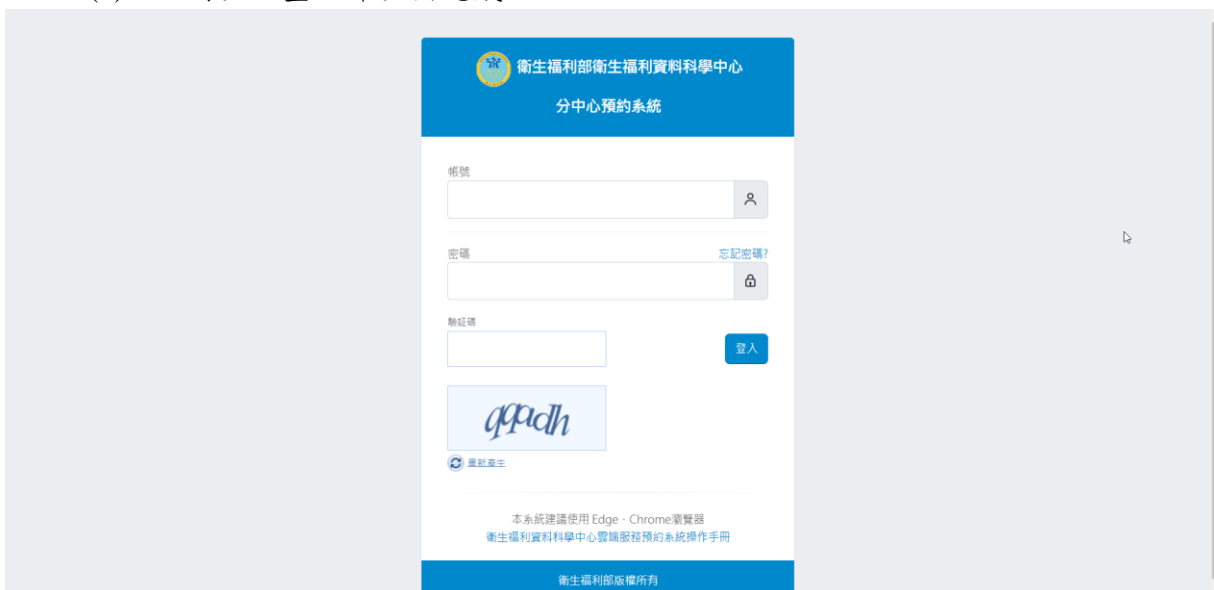 衛生福利部衛生福利資料科學中心
分中心預約系統
帳號
密碼 忘記密碼?
驗証碼
登入
重新產生
本系統建議使用 Edge、Chrome瀏覽器
衛生福利資料科學中心雲端服務預約系統操作手冊
衛生福利部版權所有